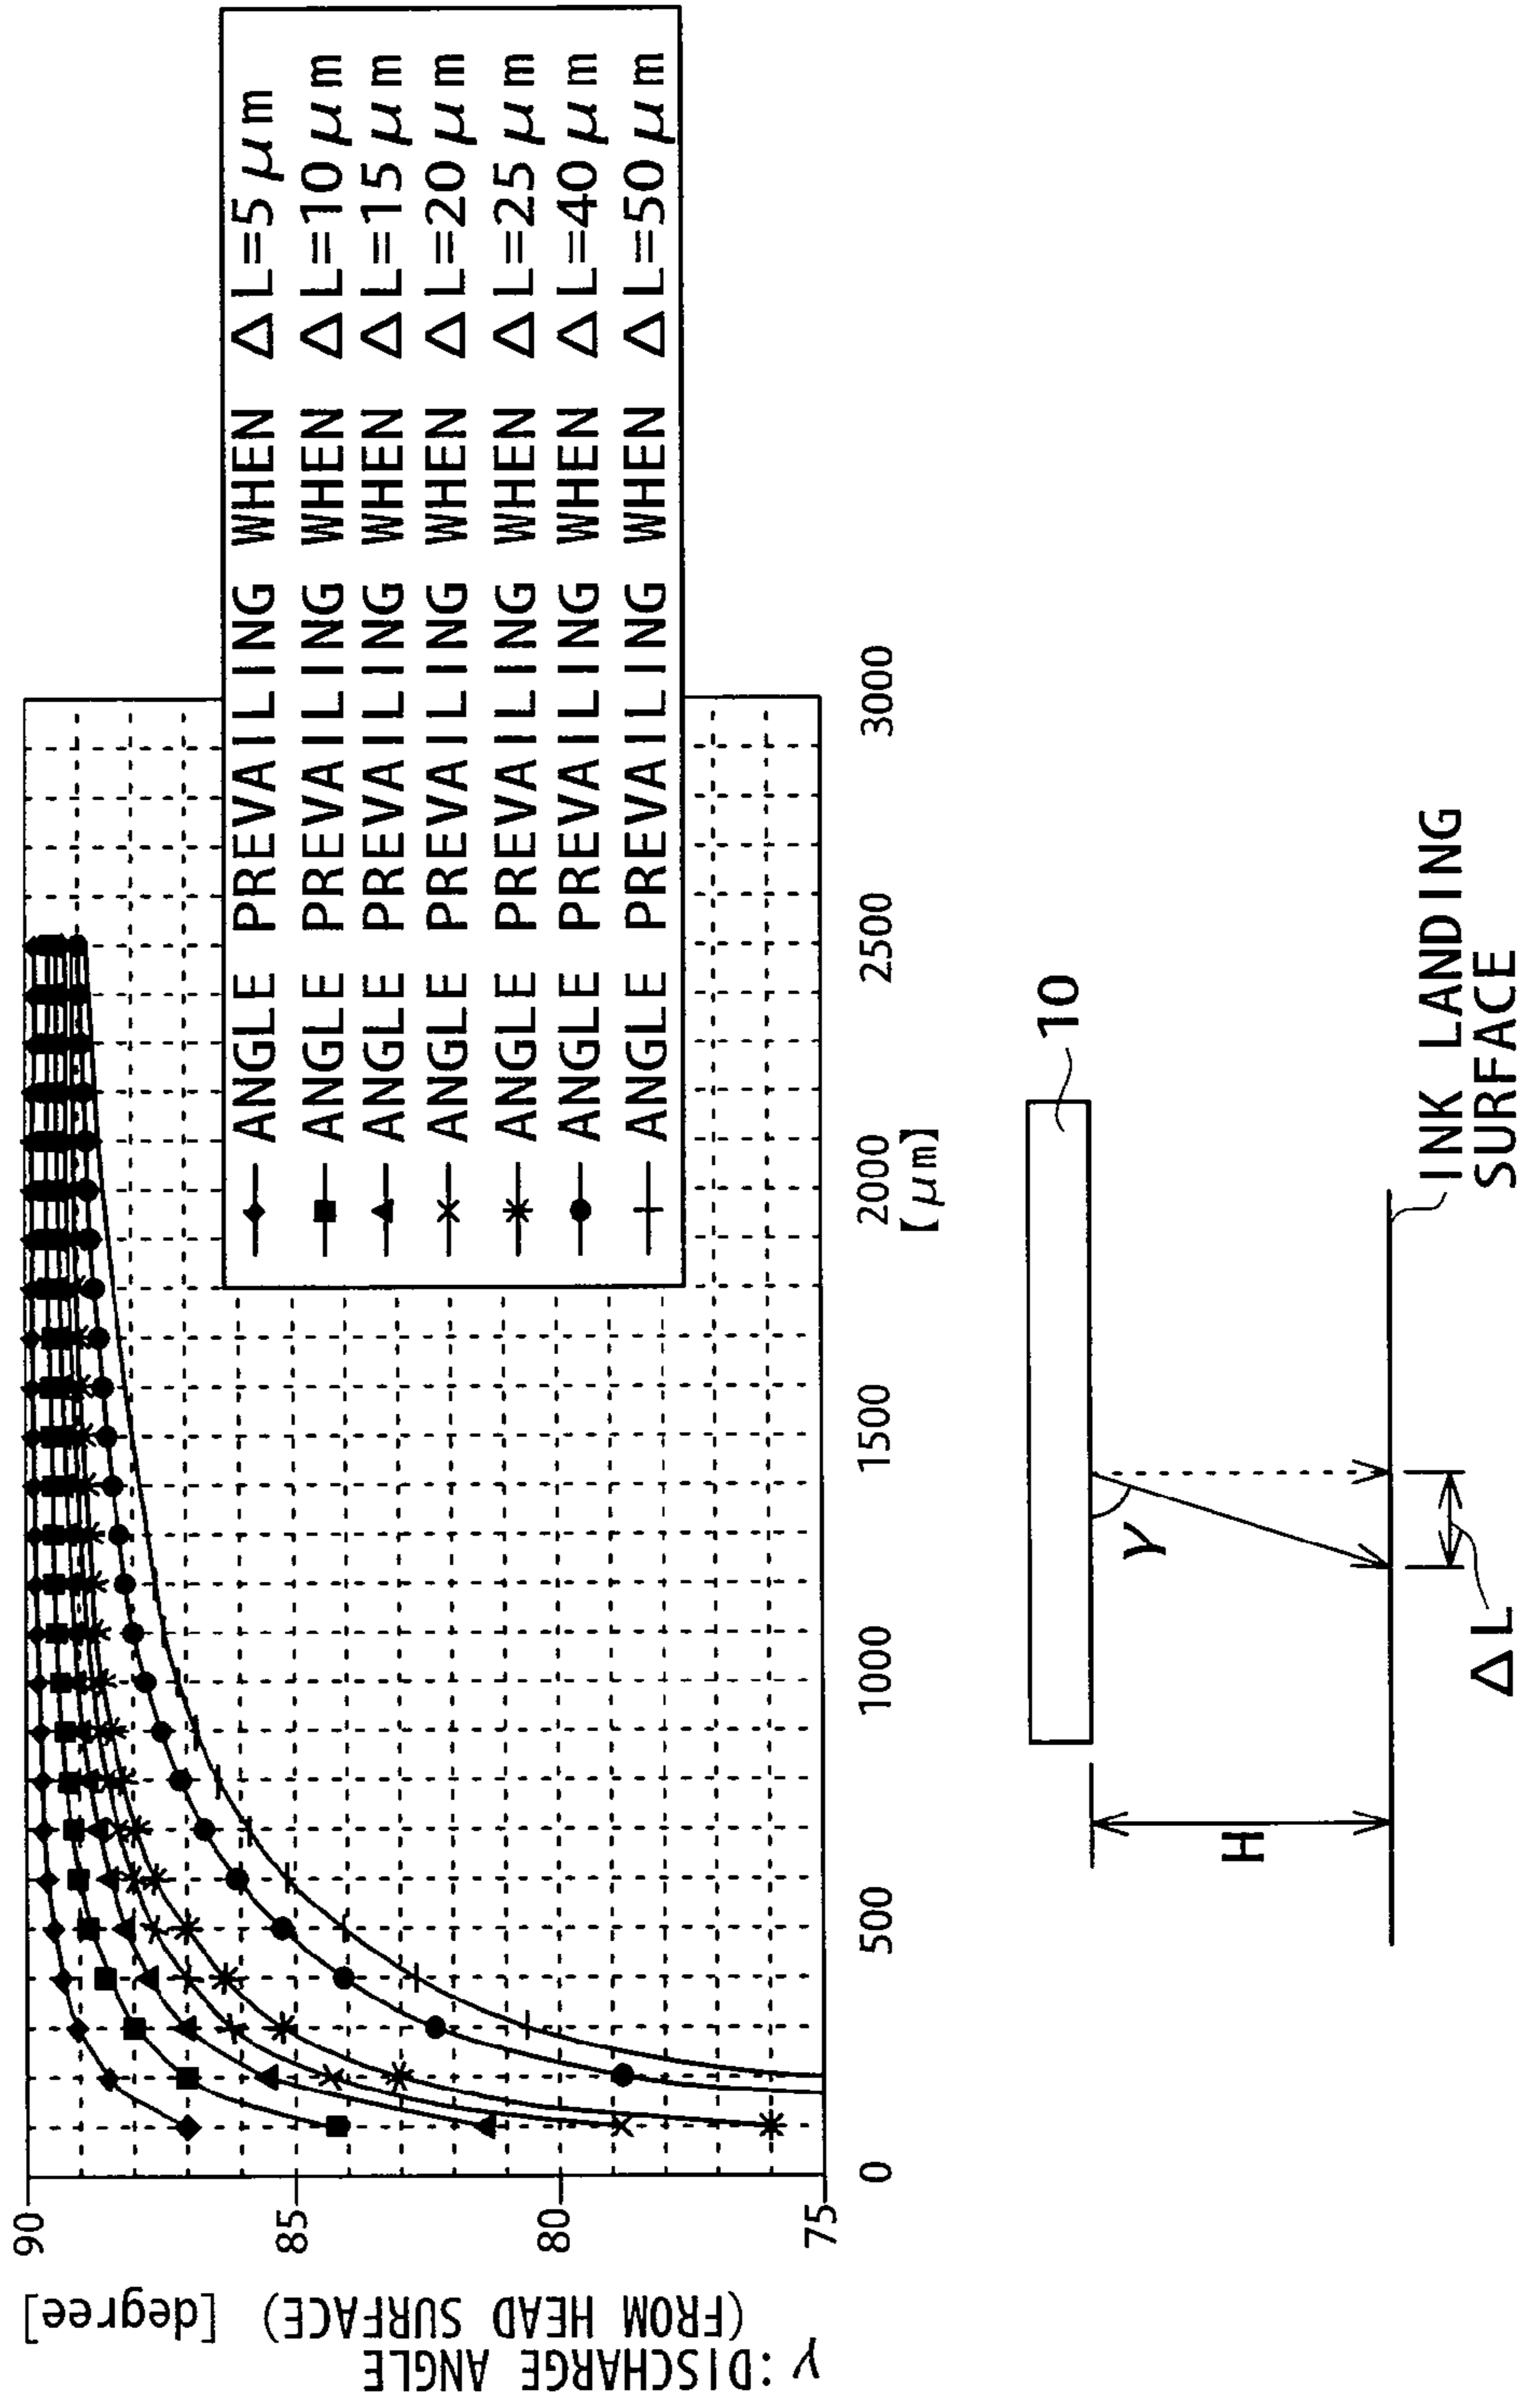 γ:DISCHARGE ANGLE
(FROM HEAD SURFACE) [degree]
90
85
80
75
0
500
1000
1500
2000
2500
3000
【μm】
ANGLE PREVAILING WHEN ΔL=5μm
ANGLE PREVAILING WHEN ΔL=10μm
ANGLE PREVAILING WHEN ΔL=15μm
ANGLE PREVAILING WHEN ΔL=20μm
ANGLE PREVAILING WHEN ΔL=25μm
ANGLE PREVAILING WHEN ΔL=40μm
ANGLE PREVAILING WHEN ΔL=50μm
10
H
γ
ΔL
INK LANDING
SURFACE